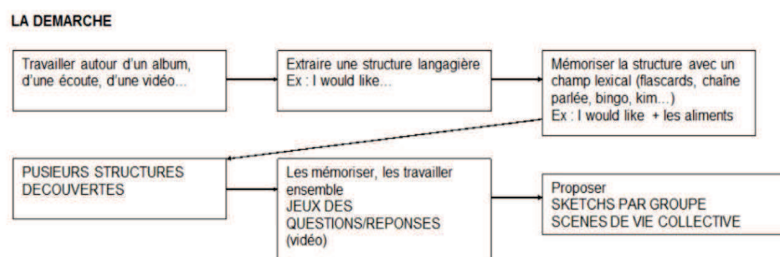 LA DEMARCHE
Travailler autour d'un album,
d'une écoute, d'une vidéo…
Extraire une structure langagière
Ex : I would like…
Mémoriser la structure avec un
champ lexical (flascards, chaîne
parlée, bingo, kim…)
Ex : I would like + les aliments
PUSIEURS STRUCTURES
DECOUVERTES
Les mémoriser, les travailler
ensemble
JEUX DES
QUESTIONS/REPONSES
(vidéo)
Proposer
SKETCHS PAR GROUPE
SCENES DE VIE COLLECTIVE